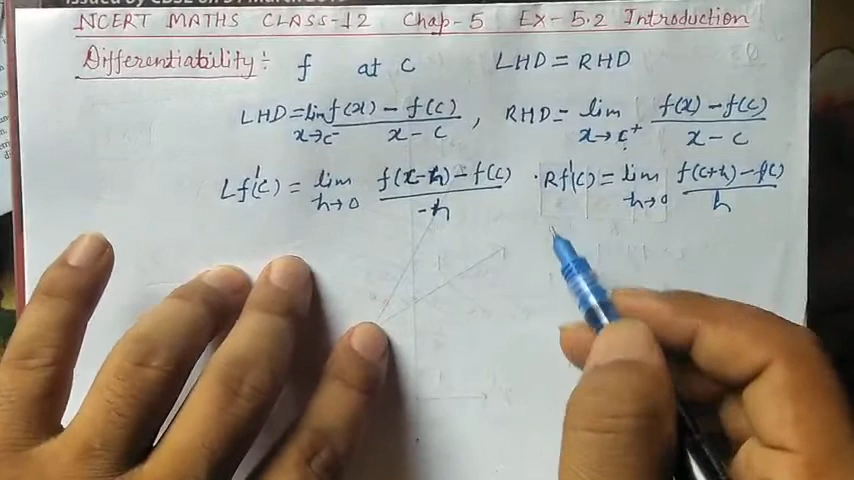 NCERT MATHS CLASS-12 Chap-5 Ex-5.2 Introduction
Differentiability:- f at c LHD = RHD
LHD = lim x→c⁻ f(x) - f(c) / x - c , RHD = lim x→c⁺ f(x) - f(c) / x - c
Lf'(c) = lim h→0 f(c-h) - f(c) / -h . Rf'(c) = lim h→0 f(c+h) - f(c) / h